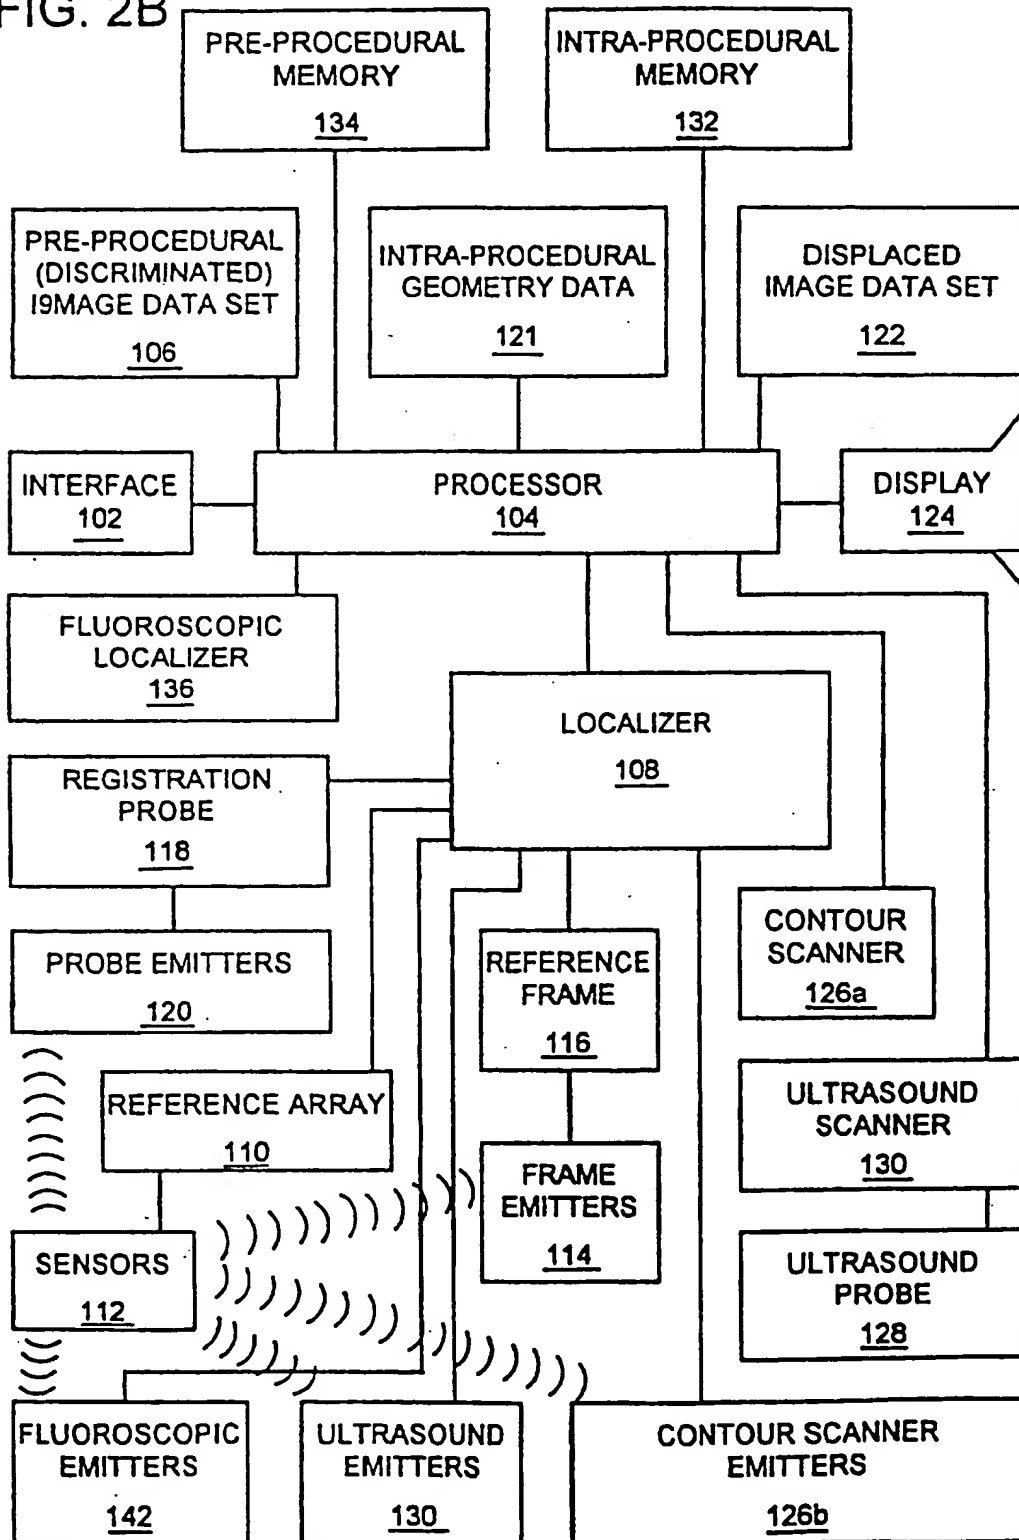 FIG. 2B
PRE-PROCEDURAL
MEMORY
134
INTRA-PROCEDURAL
MEMORY
132
PRE-PROCEDURAL
(DISCRIMINATED)
I9MAGE DATA SET
106
INTRA-PROCEDURAL
GEOMETRY DATA
121
DISPLACED
IMAGE DATA SET
122
INTERFACE
102
PROCESSOR
104
DISPLAY
124
FLUOROSCOPIC
LOCALIZER
136
LOCALIZER
108
REGISTRATION
PROBE
118
PROBE EMITTERS
120
REFERENCE
FRAME
116
CONTOUR
SCANNER
126a
REFERENCE ARRAY
110
ULTRASOUND
SCANNER
130
FRAME
EMITTERS
114
SENSORS
112
ULTRASOUND
PROBE
128
FLUOROSCOPIC
EMITTERS
142
ULTRASOUND
EMITTERS
130
CONTOUR SCANNER
EMITTERS
126b